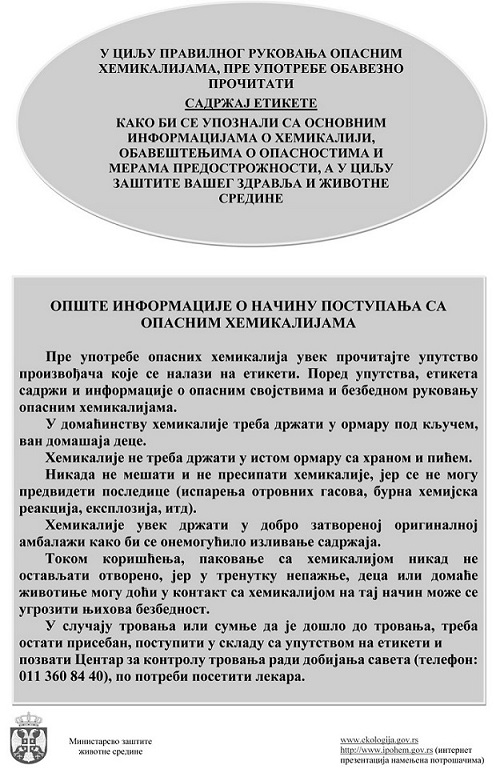 У ЦИЉУ ПРАВИЛНОГ РУКОВАЊА ОПАСНИМ
ХЕМИКАЛИЈАМА, ПРЕ УПОТРЕБЕ ОБАВЕЗНО
ПРОЧИТАТИ
САДРЖАЈ ЕТИКЕТЕ
КАКО БИ СЕ УПОЗНАЛИ СА ОСНОВНИМ
ИНФОРМАЦИЈАМА О ХЕМИКАЛИЈИ,
ОБАВЕШТЕЊИМА О ОПАСНОСТИМА И
МЕРАМА ПРЕДОСТРОЖНОСТИ, А У ЦИЉУ
ЗАШТИТЕ ВАШЕГ ЗДРАВЉА И ЖИВОТНЕ
СРЕДИНЕ
ОПШТЕ ИНФОРМАЦИЈЕ О НАЧИНУ ПОСТУПАЊА СА
ОПАСНИМ ХЕМИКАЛИЈАМА
Пре употребе опасних хемикалија увек прочитајте упутство
произвођача које се налази на етикети. Поред упутства, етикета
садржи и информације о опасним својствима и безбедном руковању
опасним хемикалијама.
У домаћинству хемикалије треба држати у ормару под кључем,
ван домашаја деце.
Хемикалије не треба држати у истом ормару са храном и пићем.
Никада не мешати и не пресипати хемикалије, јер се не могу
предвидети последице (испарења отровних гасова, бурна хемијска
реакција, експлозија, итд).
Хемикалије увек држати у добро затвореној оригиналној
амбалажи како би се онемогућило изливање садржаја.
Током коришћења, паковање са хемикалијом никад не
остављати отворено, јер у тренутку непажње, деца или домаће
животиње могу доћи у контакт са хемикалијом на тај начин може се
угрозити њихова безбедност.
У случају тровања или сумње да је дошло до тровања, треба
остати присебан, поступити у складу са упутством на етикети и
позвати Центар за контролу тровања ради добијања савета (телефон:
011 360 84 40), по потреби посетити лекара.
Министарсво заштите
животне средине
www.ekologija.gov.rs
http://www.ipohem.gov.rs (интернет
презентација намењена потрошачима)